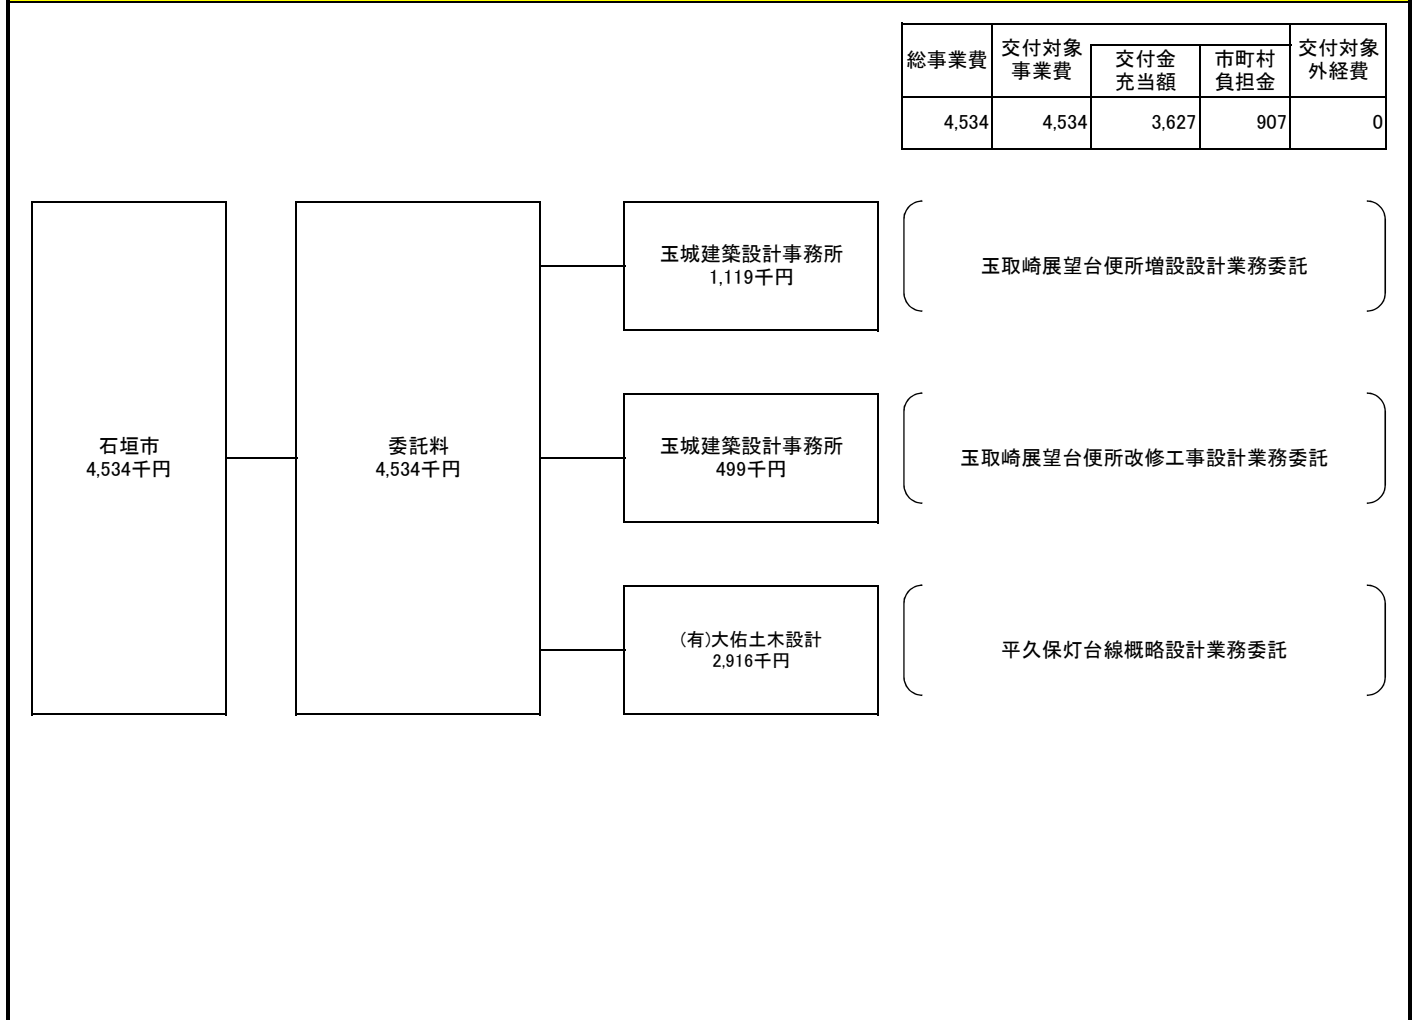 総事業費
交付対象
事業費
交付金
充当額
市町村
負担金
交付対象
外経費
4,534
4,534
3,627
907
0
石垣市
4,534千円
委託料
4,534千円
玉城建築設計事務所
1,119千円
玉取崎展望台便所増設設計業務委託
玉城建築設計事務所
499千円
玉取崎展望台便所改修工事設計業務委託
(有)大佑土木設計
2,916千円
平久保灯台線概略設計業務委託